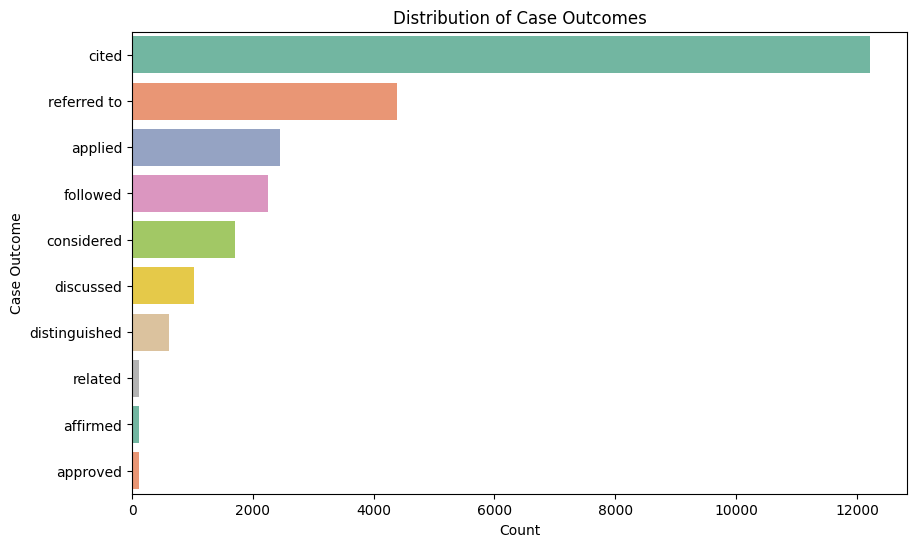 Distribution of Case Outcomes
Case Outcome
cited
referred to
applied
followed
considered
discussed
distinguished
related
affirmed
approved
0 2000 4000 6000 8000 10000 12000
Count